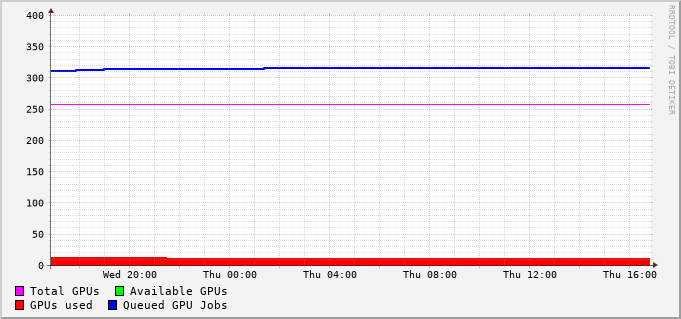 RRDTOOL / TOBI OETIKER
400
350
300
250
200
150
100
50
0
Wed 20:00 Thu 00:00 Thu 04:00 Thu 08:00 Thu 12:00 Thu 16:00
Total GPUs Available GPUs
GPUs used Queued GPU Jobs